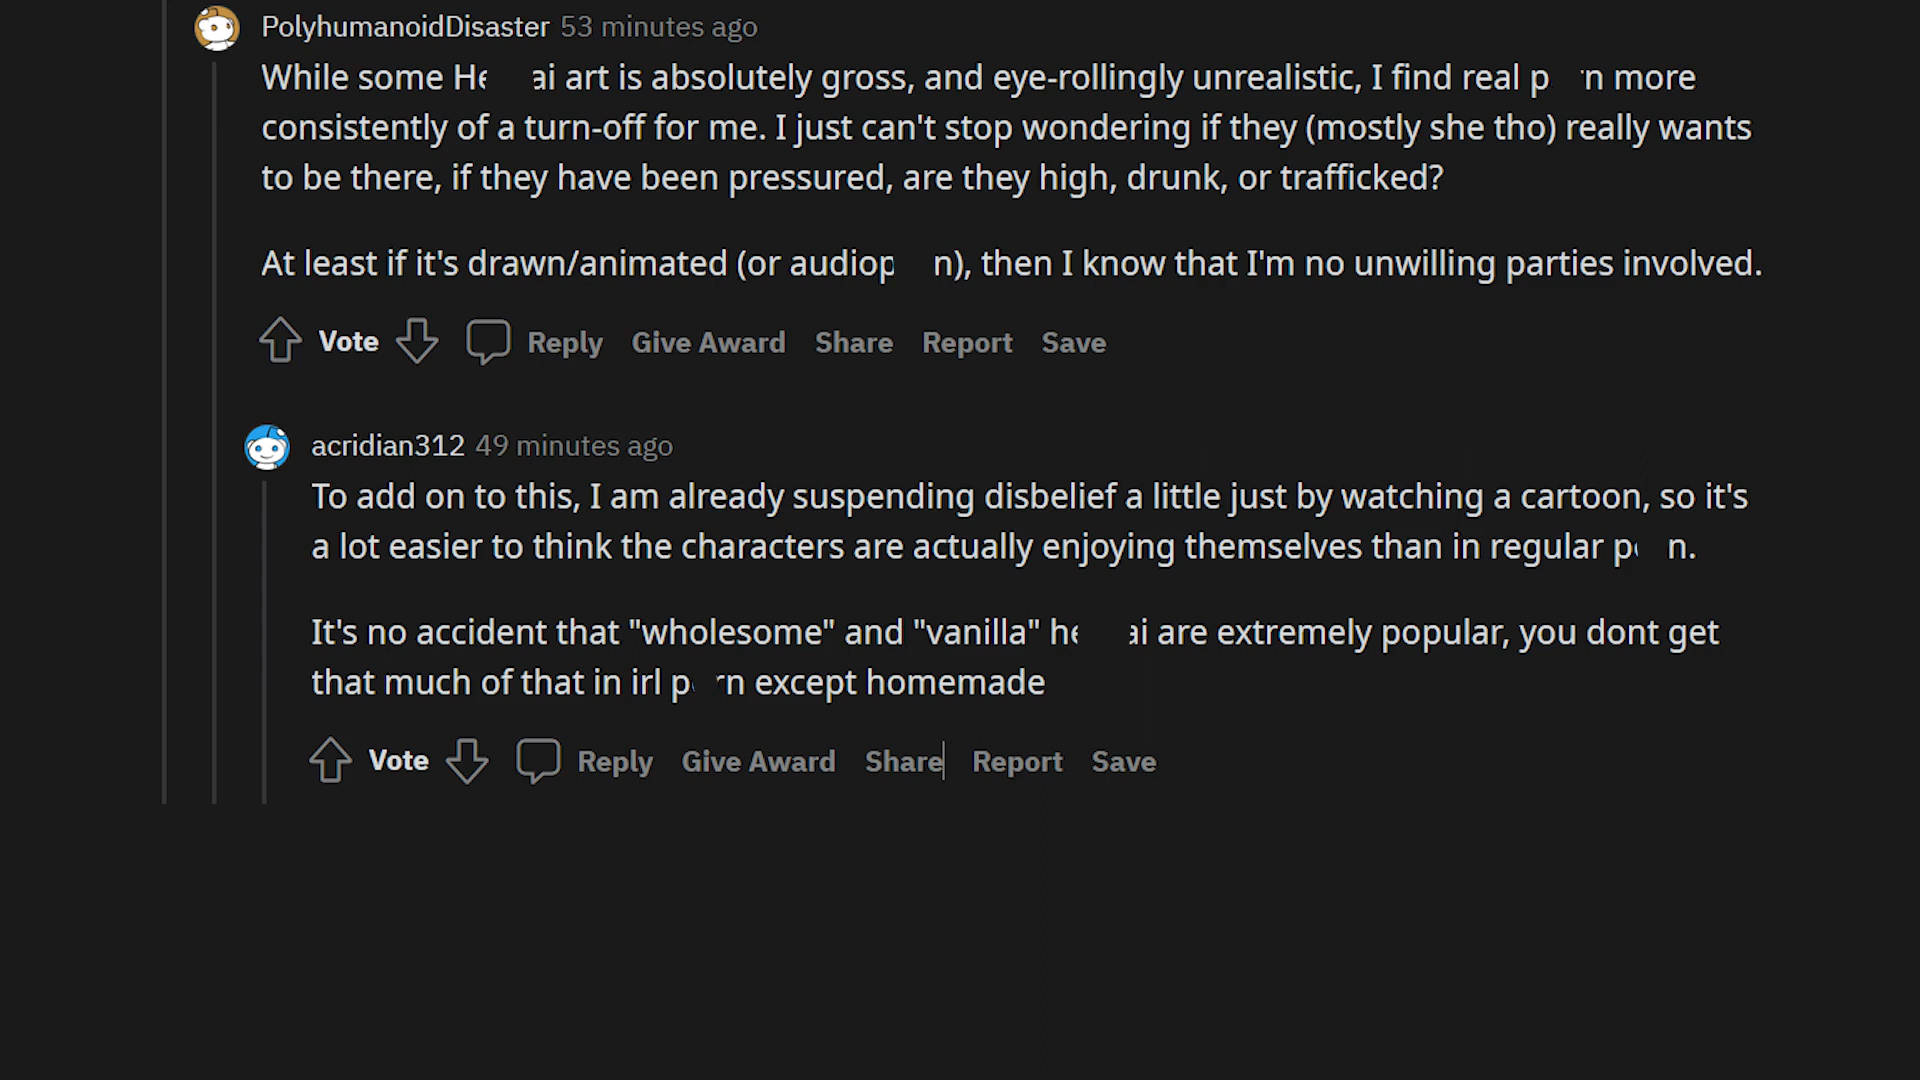 PolyhumanoidDisaster 53 minutes ago
While some He ai art is absolutely gross, and eye-rollingly unrealistic, I find real p rn more
consistently of a turn-off for me. I just can't stop wondering if they (mostly she tho) really wants
to be there, if they have been pressured, are they high, drunk, or trafficked?
At least if it's drawn/animated (or audiop n), then I know that I'm no unwilling parties involved.
Vote Reply Give Award Share Report Save
acridian312 49 minutes ago
To add on to this, I am already suspending disbelief a little just by watching a cartoon, so it's
a lot easier to think the characters are actually enjoying themselves than in regular p n.
It's no accident that "wholesome" and "vanilla" he ai are extremely popular, you dont get
that much of that in irl p rn except homemade
Vote Reply Give Award Share Report Save